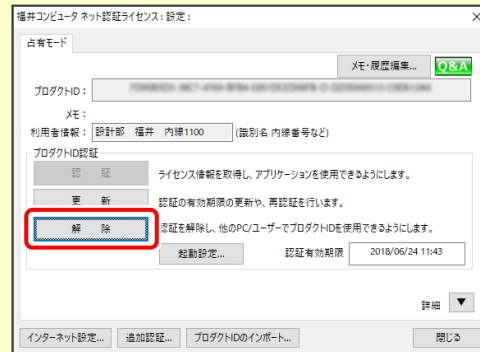 福井コンピュータ ネット認証ライセンス : 設定 :
占有モード
メモ・履歴編集... Q&A
プロダクトID :
メモ :
利用者情報 : 設計部 福井 内線1100 (識別名 内線番号など)
プロダクトID認証
認 証 ライセンス情報を取得し、アプリケーションを使用できるようにします。
更 新 認証の有効期限の更新や、再認証を行います。
解 除 認証を解除し、他のPC/ユーザーでプロダクトIDを使用できるようにします。
起動設定... 認証有効期限 2018/06/24 11:43
詳細 ▼
インターネット設定... 追加認証... プロダクトIDのインポート... 閉じる